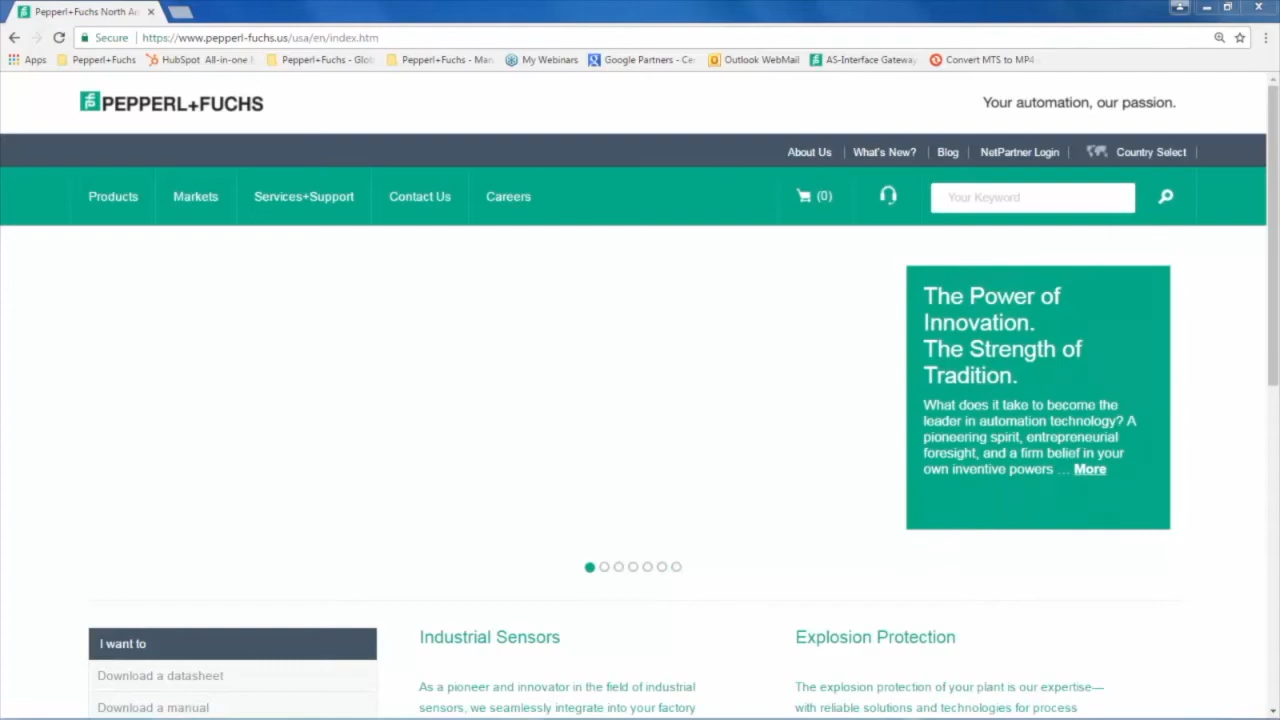 Pepperl+Fuchs North Am
Secure https://www.pepperl-fuchs.us/usa/en/index.htm
Apps Pepperl+Fuchs HubSpot All-in-one Pepperl+Fuchs - Glob Pepperl+Fuchs - Man My Webinars Google Partners - Ce Outlook WebMail AS-Interface Gateway Convert MTS to MP4
PEPPERL+FUCHS
Your automation, our passion.
About Us What's New? Blog NetPartner Login Country Select
Products Markets Services+Support Contact Us Careers (0) Your Keyword
The Power of
Innovation.
The Strength of
Tradition.
What does it take to become the
leader in automation technology? A
pioneering spirit, entrepreneurial
foresight, and a firm belief in your
own inventive powers ... More
I want to
Download a datasheet
Download a manual
Industrial Sensors
As a pioneer and innovator in the field of industrial
sensors, we seamlessly integrate into your factory
Explosion Protection
The explosion protection of your plant is our expertise—
with reliable solutions and technologies for process